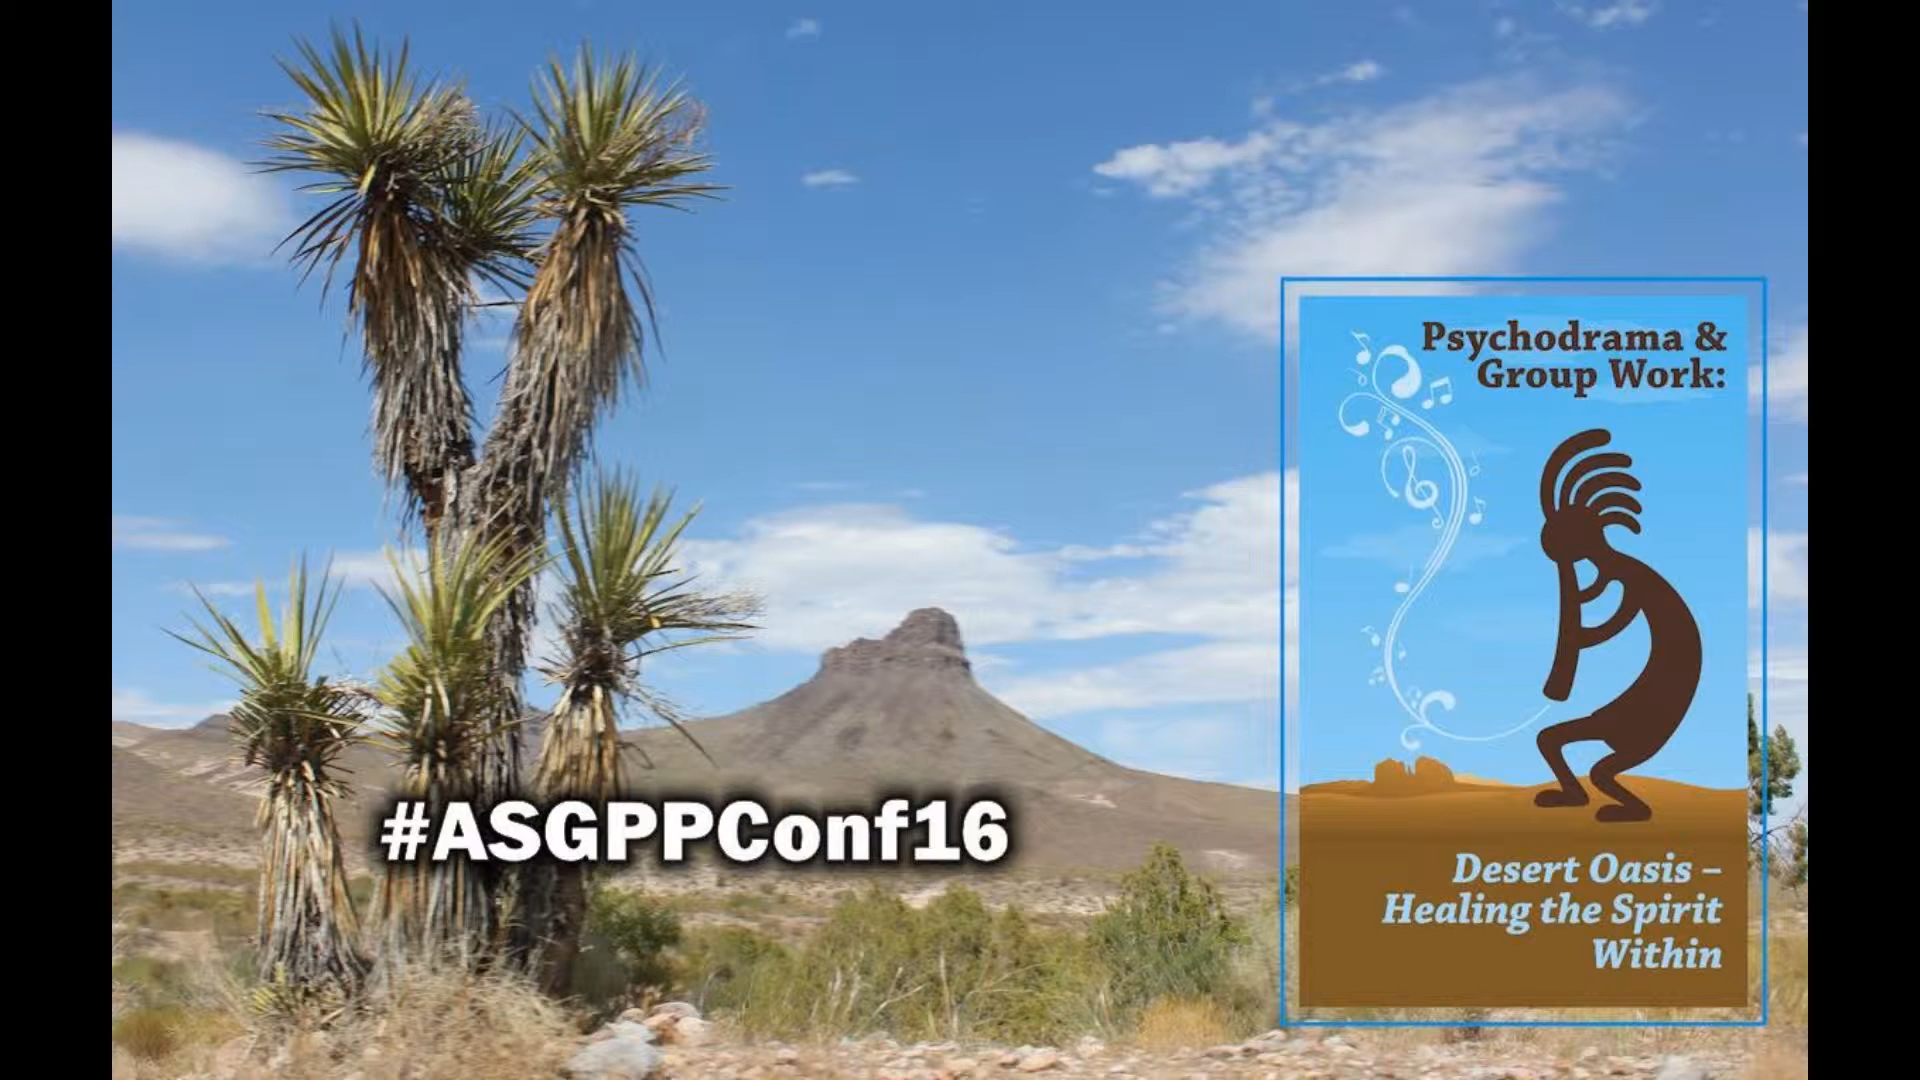 Psychodrama &
Group Work:
#ASGPPConf16
Desert Oasis –
Healing the Spirit
Within